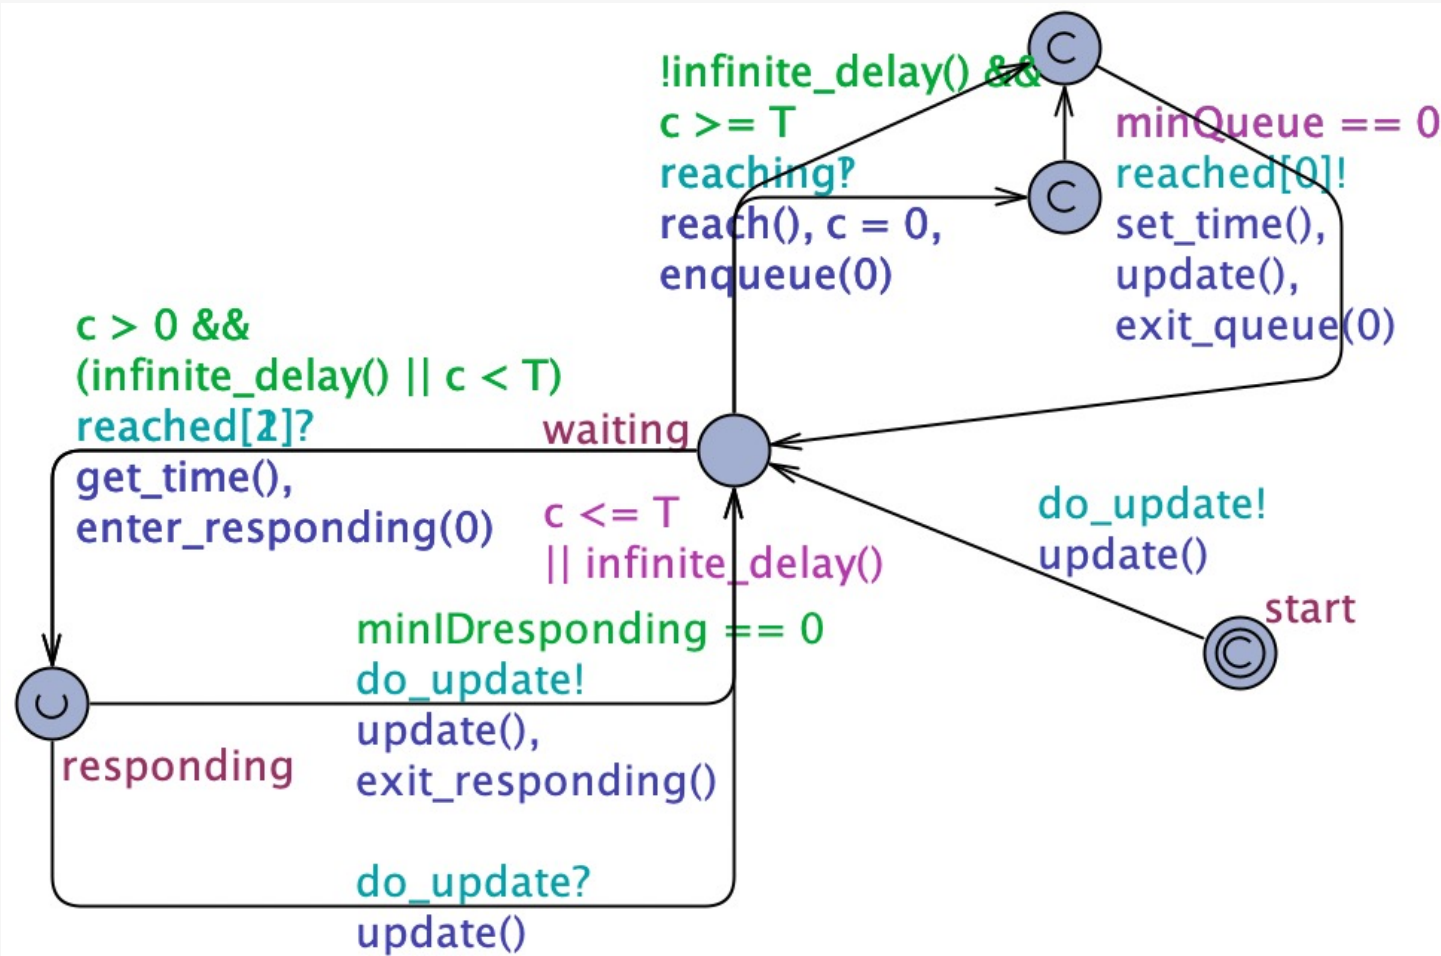 !infinite_delay() &&
c >= T
reaching?
reach(), c = 0,
enqueue(0)
C
C
minQueue == 0
reached[0]!
set_time(),
update(),
exit_queue(0)
c > 0 &&
(infinite_delay() || c < T)
get_time(),
enter_responding(0)
waiting
c <= T
|| infinite_delay()
do_update!
update()
start
C
minIDresponding == 0
do_update!
update(),
exit_responding()
responding
do_update?
update()